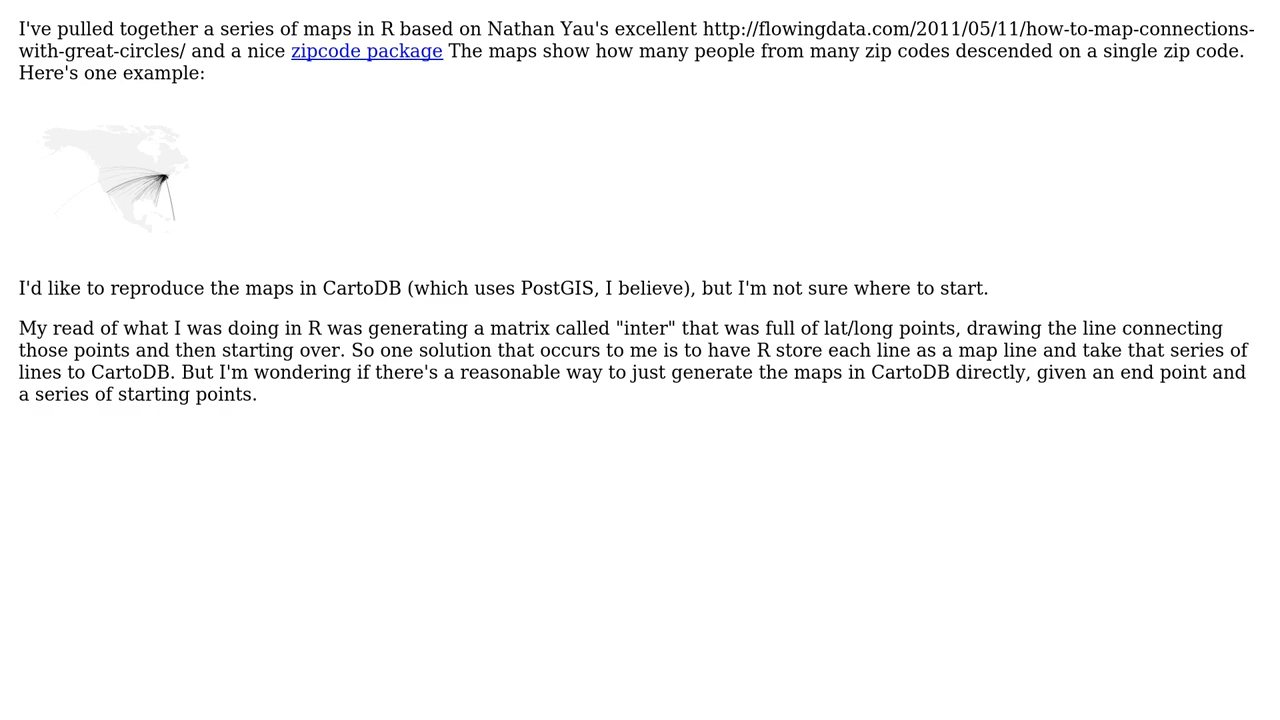 I've pulled together a series of maps in R based on Nathan Yau's excellent http://flowingdata.com/2011/05/11/how-to-map-connections-
with-great-circles/ and a nice zipcode package The maps show how many people from many zip codes descended on a single zip code.
Here's one example:
I'd like to reproduce the maps in CartoDB (which uses PostGIS, I believe), but I'm not sure where to start.
My read of what I was doing in R was generating a matrix called "inter" that was full of lat/long points, drawing the line connecting
those points and then starting over. So one solution that occurs to me is to have R store each line as a map line and take that series of
lines to CartoDB. But I'm wondering if there's a reasonable way to just generate the maps in CartoDB directly, given an end point and
a series of starting points.